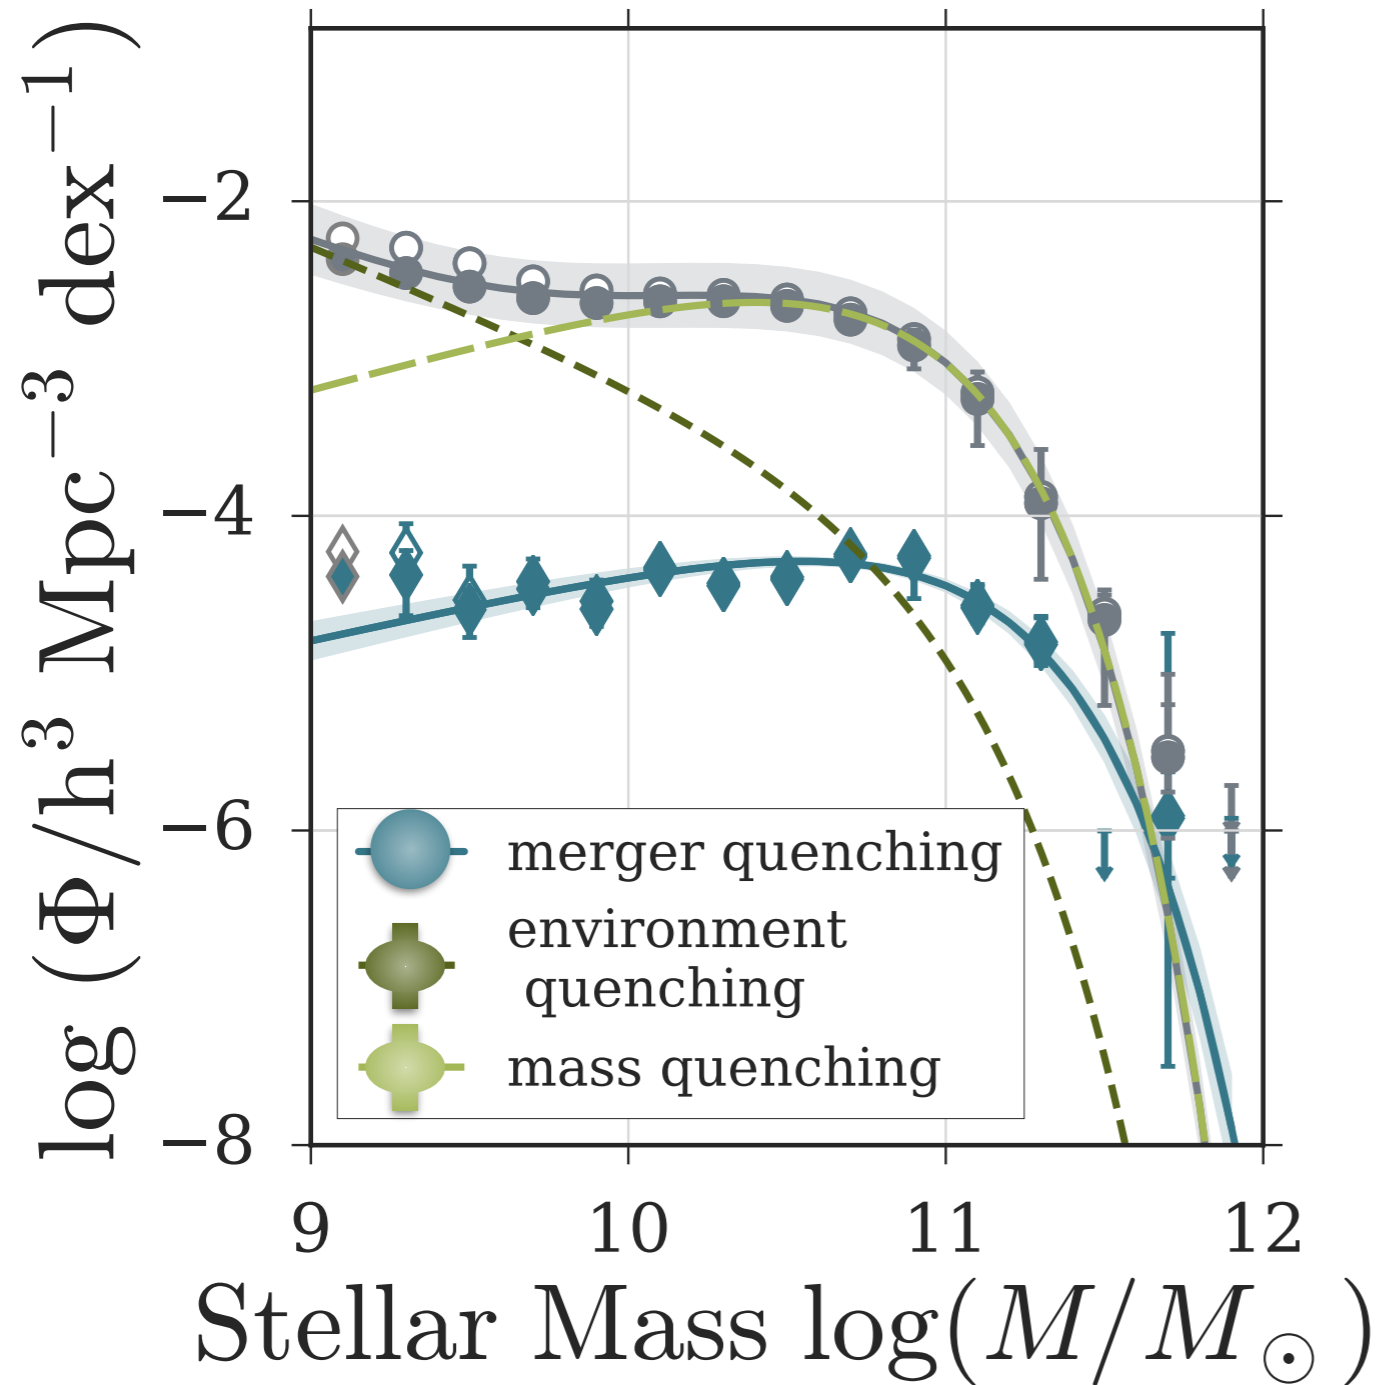 log (Φ/h³ Mpc⁻³ dex⁻¹)
−2
−4
−6
−8
merger quenching
environment
quenching
mass quenching
9 10 11 12
Stellar Mass log(M/M☉)